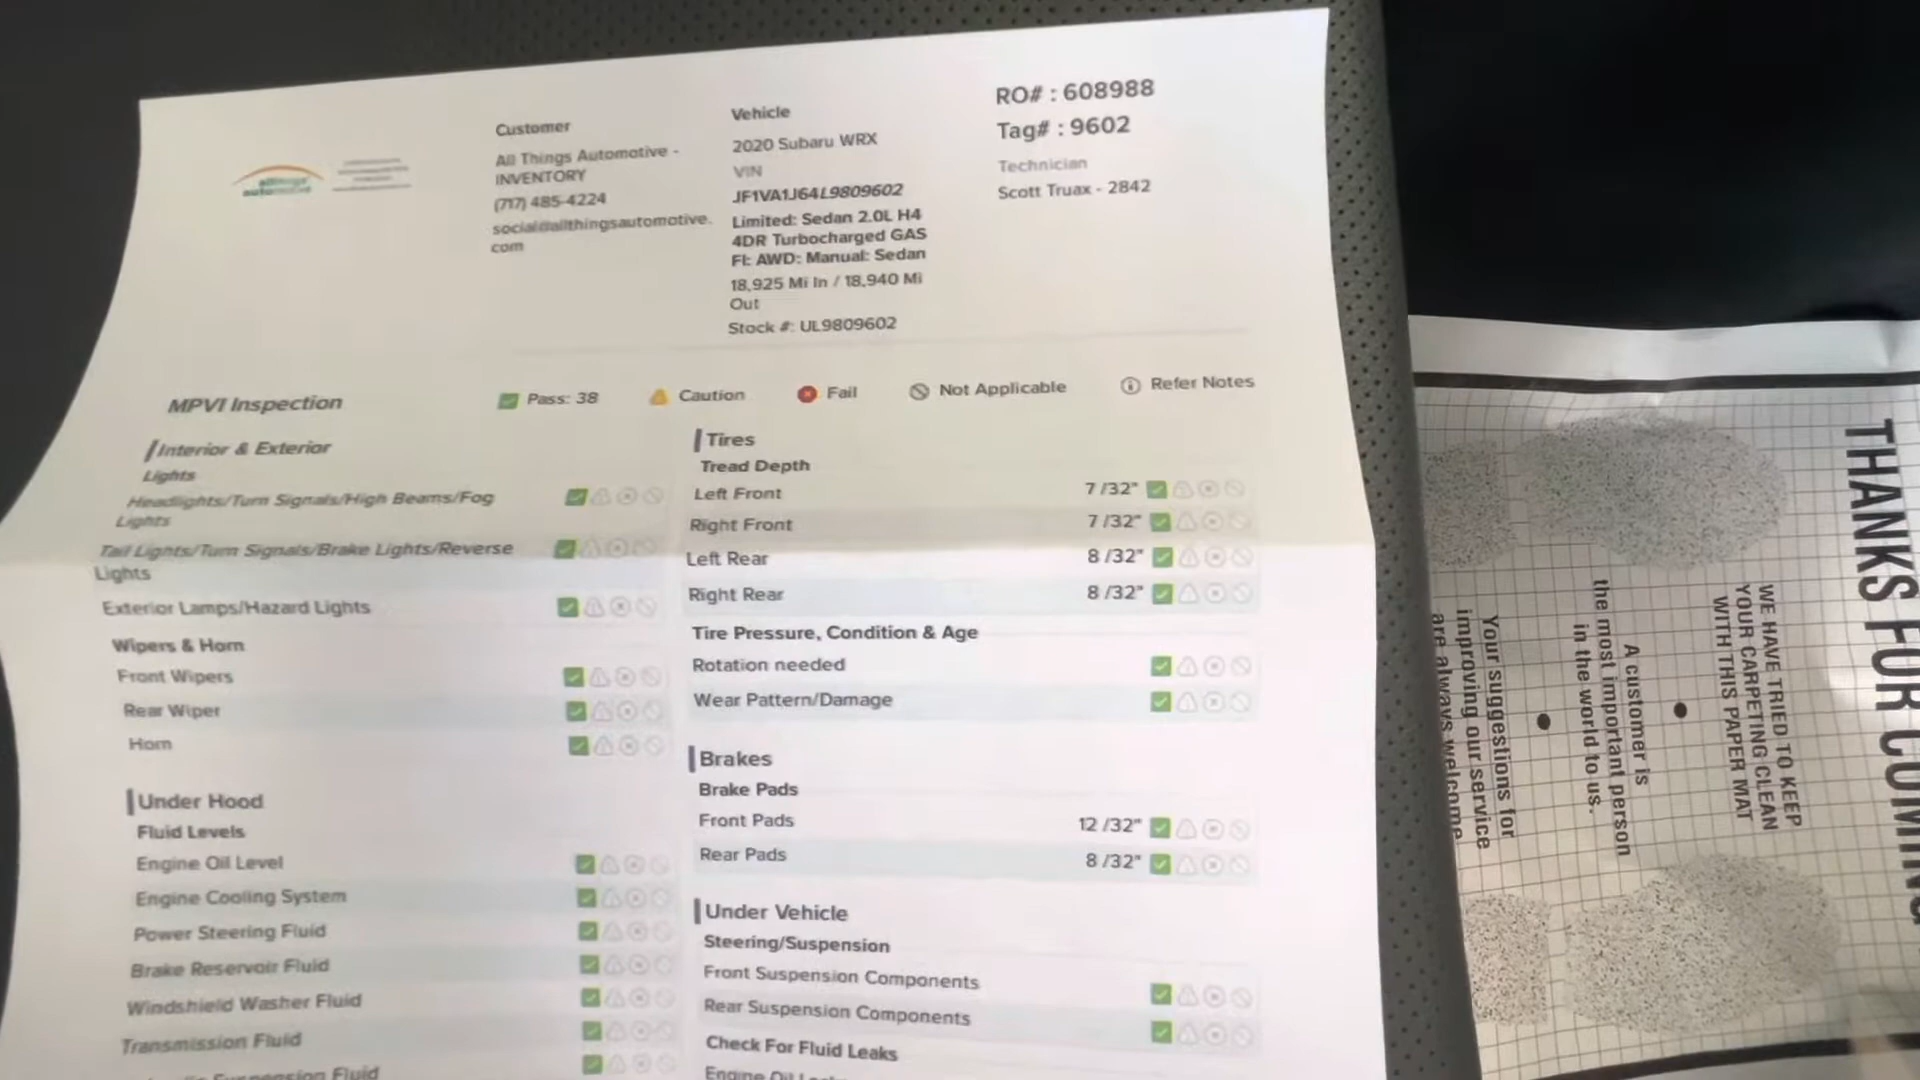 allthings
automotive
Customer
All Things Automotive -
INVENTORY
(717) 485-4224
social@allthingsautomotive.
com
Vehicle
2020 Subaru WRX
VIN
JF1VA1J64L9809602
Limited: Sedan 2.0L H4
4DR Turbocharged GAS
FI: AWD: Manual: Sedan
18,925 Mi In / 18,940 Mi
Out
Stock #: UL9809602
RO# : 608988
Tag# : 9602
Technician
Scott Truax - 2842
MPVI Inspection
Pass: 38
Caution
Fail
Not Applicable
Refer Notes
Interior & Exterior
Lights
Headlights/Turn Signals/High Beams/Fog
Lights
Tail Lights/Turn Signals/Brake Lights/Reverse
Lights
Exterior Lamps/Hazard Lights
Wipers & Horn
Front Wipers
Rear Wiper
Horn
Under Hood
Fluid Levels
Engine Oil Level
Engine Cooling System
Power Steering Fluid
Brake Reservoir Fluid
Windshield Washer Fluid
Transmission Fluid
Suspension Fluid
Tires
Tread Depth
Left Front 7 /32"
Right Front 7 /32"
Left Rear 8 /32"
Right Rear 8 /32"
Tire Pressure, Condition & Age
Rotation needed
Wear Pattern/Damage
Brakes
Brake Pads
Front Pads 12 /32"
Rear Pads 8 /32"
Under Vehicle
Steering/Suspension
Front Suspension Components
Rear Suspension Components
Check For Fluid Leaks
Engine Oil
THANKS FOR COMING
WE HAVE TRIED TO KEEP
YOUR CARPETING CLEAN
WITH THIS PAPER MAT
•
A customer is
the most important person
in the world to us.
•
Your suggestions for
improving our service
are always welcome